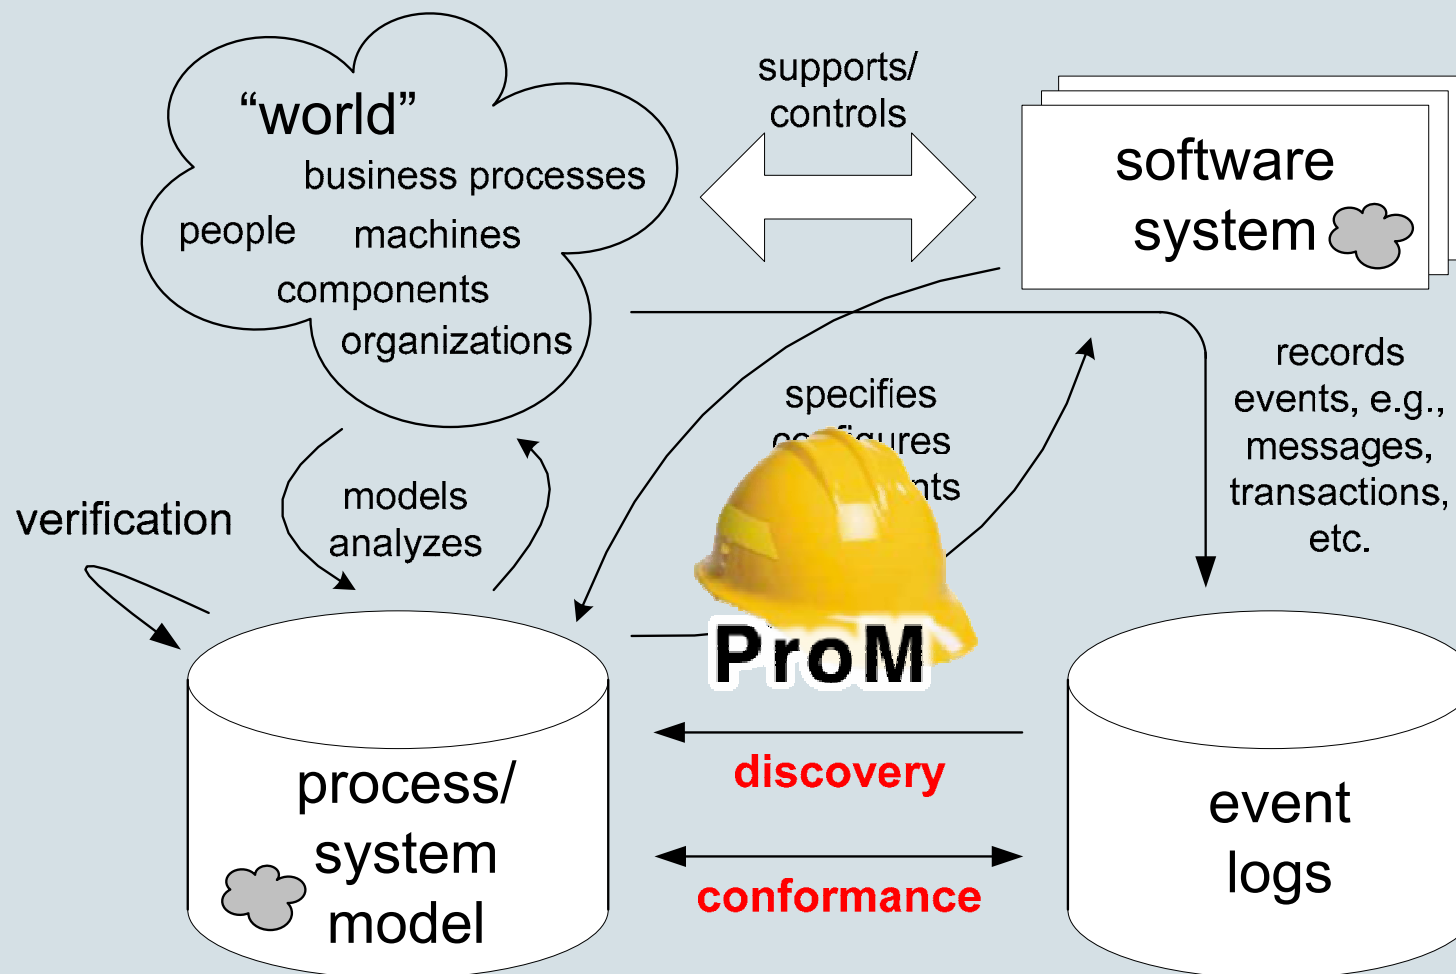 “world”
business processes
people machines
components
organizations
supports/
controls
software
system
records
events, e.g.,
messages,
transactions,
etc.
specifies
models
analyzes
verification
ProM
discovery
conformance
process/
system
model
event
logs